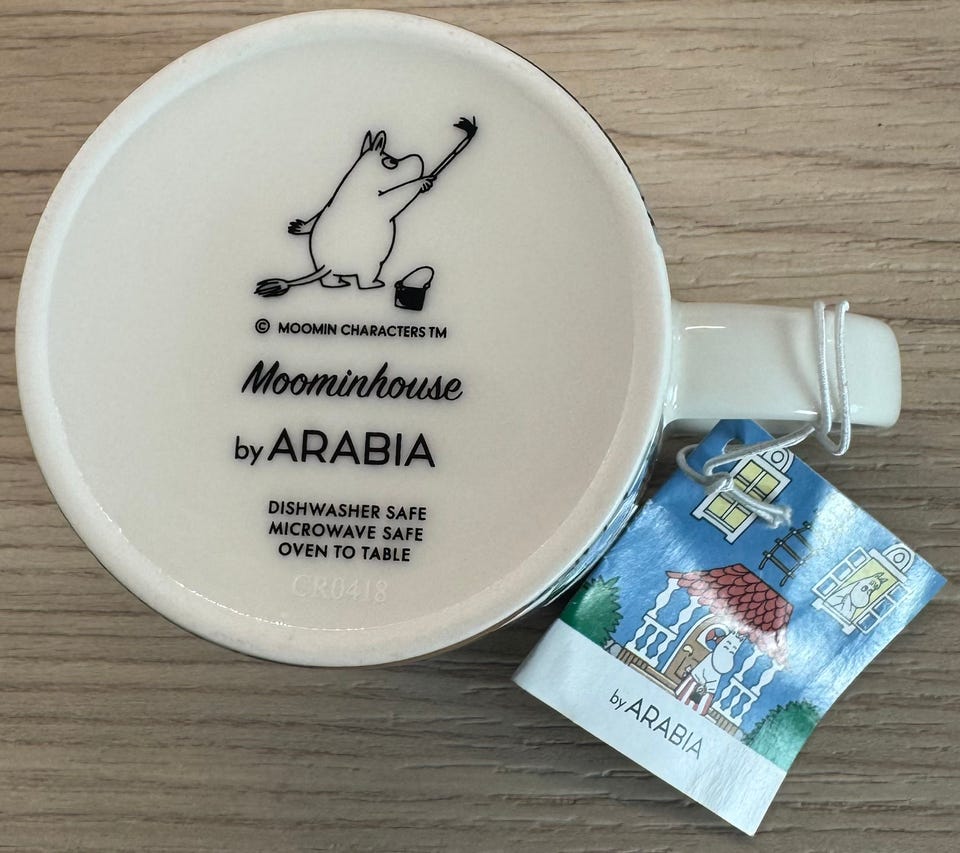 © MOOMIN CHARACTERS TM
Moominhouse
by ARABIA
DISHWASHER SAFE
MICROWAVE SAFE
OVEN TO TABLE
CR0418
by ARABIA